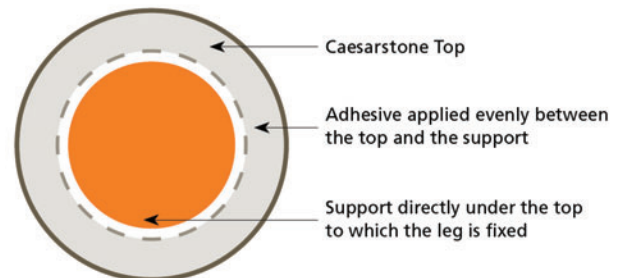 Caesarstone Top
Adhesive applied evenly between
the top and the support
Support directly under the top
to which the leg is fixed